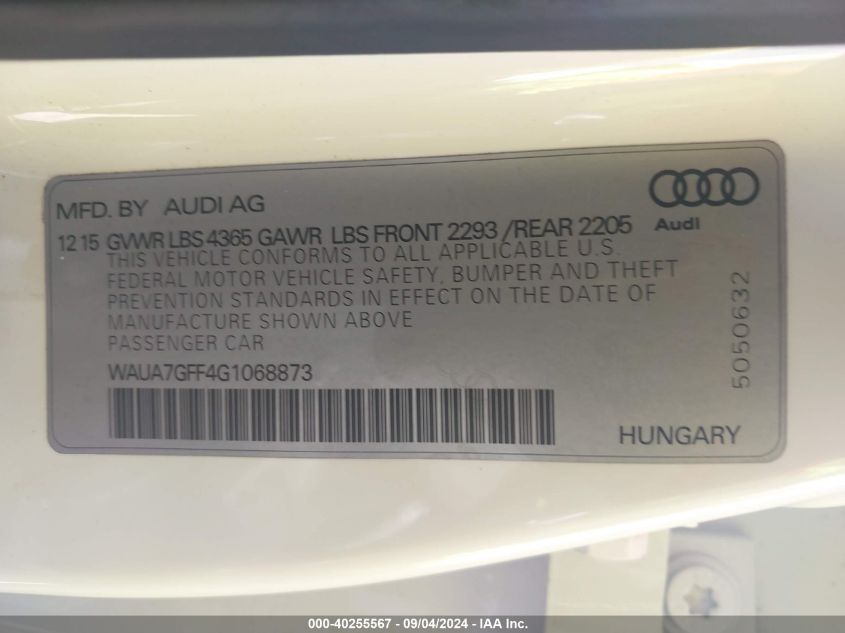 MFD. BY AUDI AG
Audi
12 15 GVWR LBS 4365 GAWR LBS FRONT 2293 /REAR 2205
THIS VEHICLE CONFORMS TO ALL APPLICABLE U.S.
FEDERAL MOTOR VEHICLE SAFETY, BUMPER AND THEFT
PREVENTION STANDARDS IN EFFECT ON THE DATE OF
MANUFACTURE SHOWN ABOVE
PASSENGER CAR
WAUA7GFF4G1068873
5050632
HUNGARY
000-40255567 - 09/04/2024 - IAA Inc.